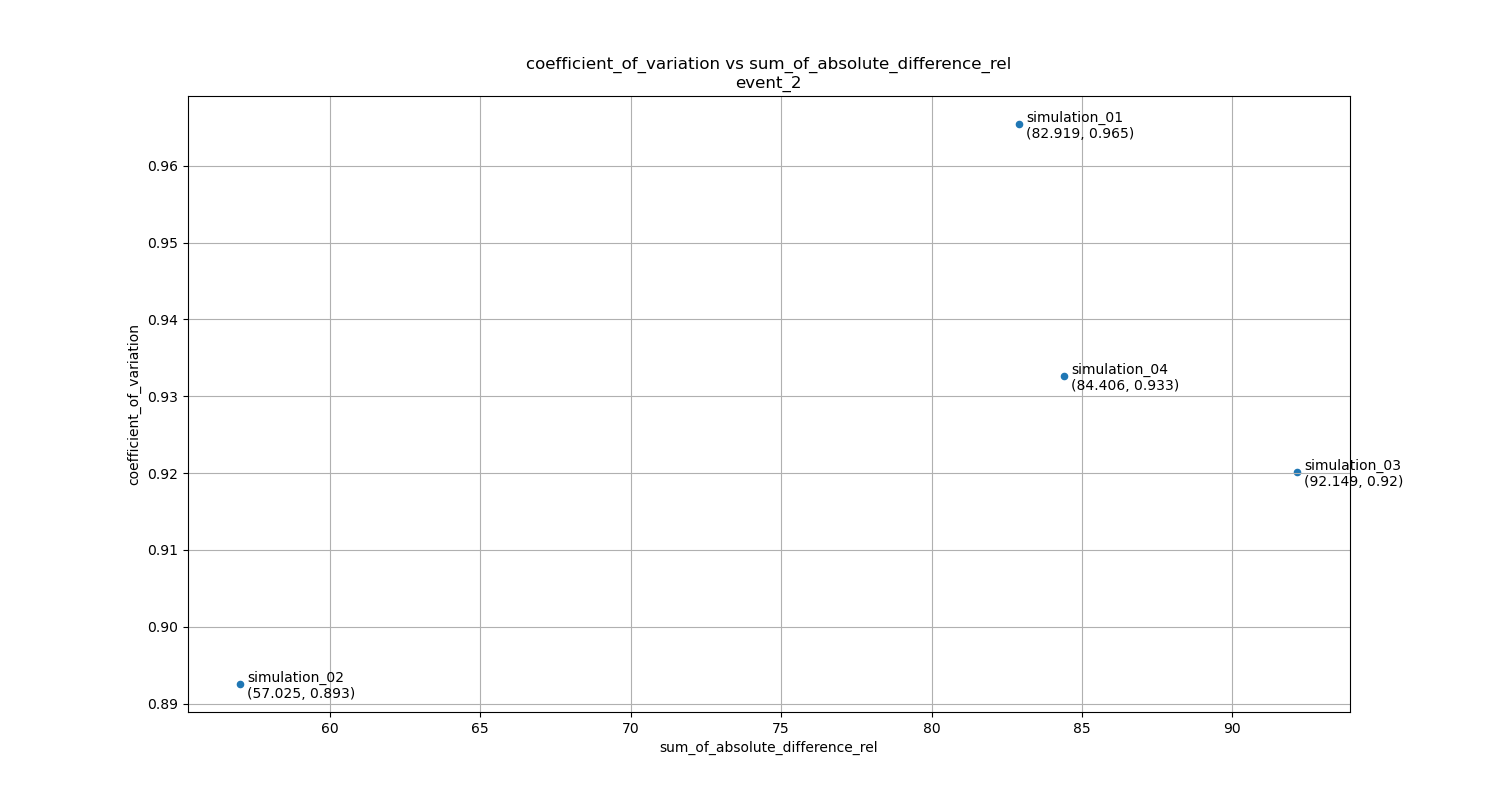 coefficient_of_variation vs sum_of_absolute_difference_rel
event_2
simulation_01
(82.919, 0.965)
0.96
0.95
0.94
simulation_04
(84.406, 0.933)
0.93
coefficient_of_variation
simulation_03
(92.149, 0.92)
0.92
0.91
0.90
simulation_02
(57.025, 0.893)
0.89
60 65 70 75 80 85 90
sum_of_absolute_difference_rel